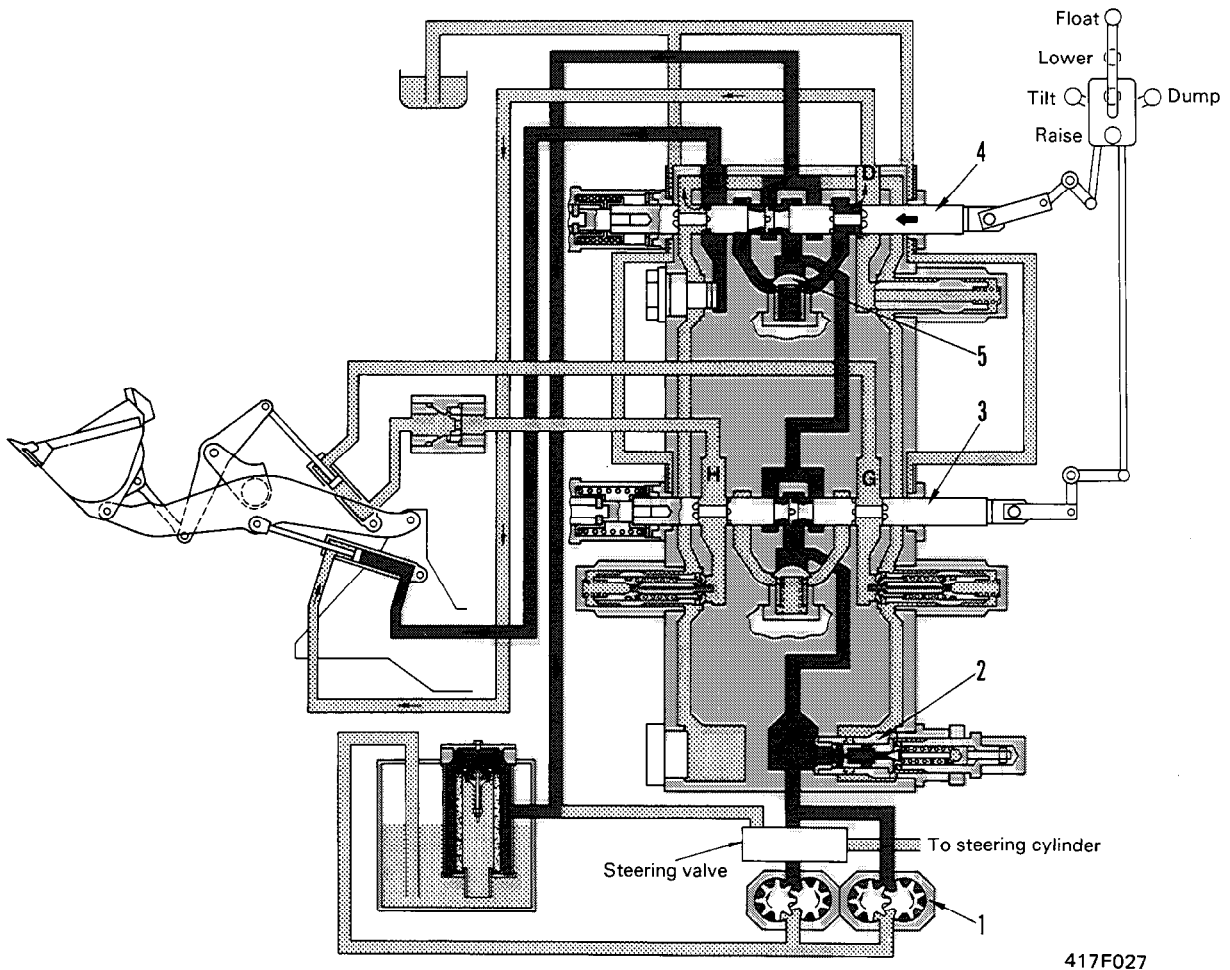 Float
Lower
Tilt
Dump
Raise
D
4
5
3
H
G
2
To steering cylinder
Steering valve
1
417F027